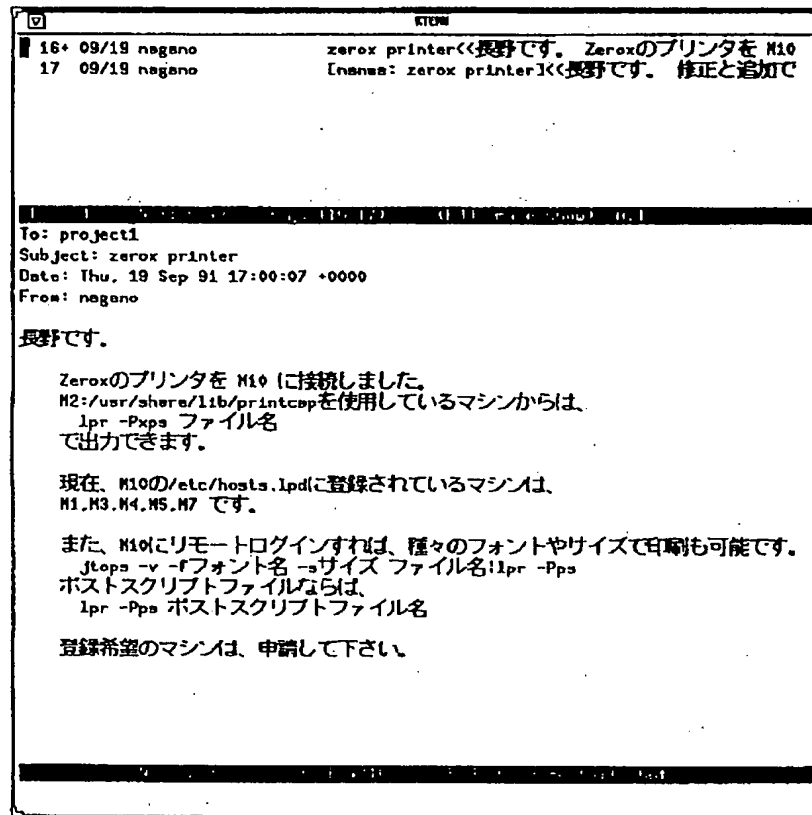 XTERM
16+ 09/19 nagano zerox printer<<長野です。 Zeroxのプリンタを M10
17 09/19 nagano [names: zerox printer]<<長野です。 修正と追加で
To: project1
Subject: zerox printer
Date: Thu, 19 Sep 91 17:00:07 +0000
From: nagano
長野です。
Zeroxのプリンタを M10 に接続しました。
M2:/usr/share/lib/printcapを使用しているマシンからは、
lpr -Pxps ファイル名
で出力できます。
現在、M10の/etc/hosts.lpdに登録されているマシンは、
M1,M3,M4,M5,M7 です。
また、M10にリモートログインすれば、種々のフォントやサイズで印刷も可能です。
jtops -v -fフォント名 -sサイズ ファイル名|lpr -Pps
ポストスクリプトファイルならば、
lpr -Pps ポストスクリプトファイル名
登録希望のマシンは、申請して下さい。